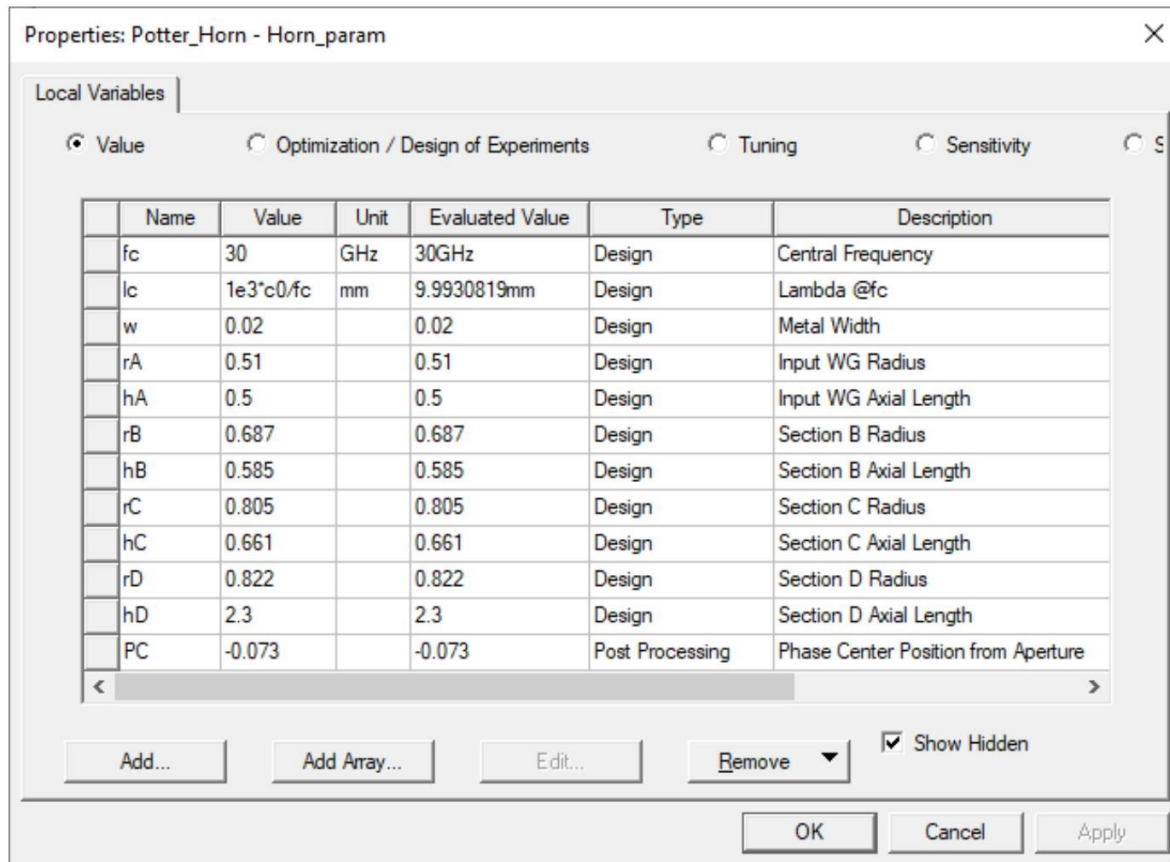 Properties: Potter_Horn - Horn_param
Local Variables
Value Optimization / Design of Experiments Tuning Sensitivity S
Name Value Unit Evaluated Value Type Description
fc 30 GHz 30GHz Design Central Frequency
lc 1e3*c0/fc mm 9.9930819mm Design Lambda @fc
w 0.02 0.02 Design Metal Width
rA 0.51 0.51 Design Input WG Radius
hA 0.5 0.5 Design Input WG Axial Length
rB 0.687 0.687 Design Section B Radius
hB 0.585 0.585 Design Section B Axial Length
rC 0.805 0.805 Design Section C Radius
hC 0.661 0.661 Design Section C Axial Length
rD 0.822 0.822 Design Section D Radius
hD 2.3 2.3 Design Section D Axial Length
PC -0.073 -0.073 Post Processing Phase Center Position from Aperture
Add... Add Array... Edit... Remove Show Hidden
OK Cancel Apply